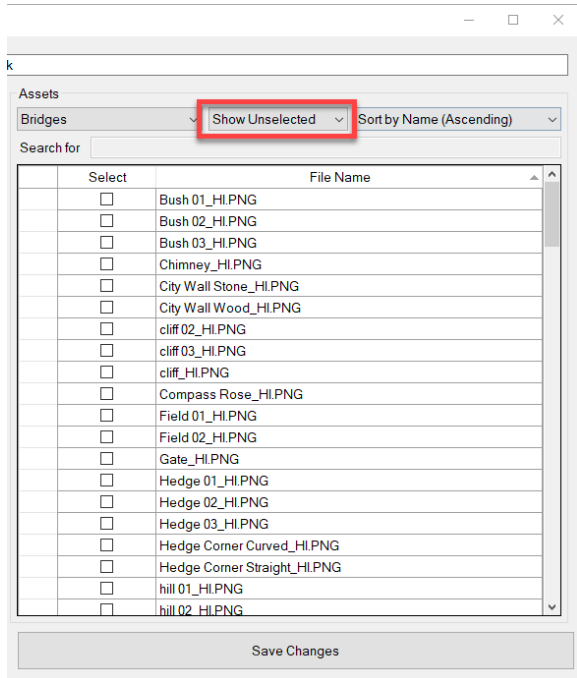 k
Assets
Bridges Show Unselected Sort by Name (Ascending)
Search for
Select File Name
Bush 01_HI.PNG
Bush 02_HI.PNG
Bush 03_HI.PNG
Chimney_HI.PNG
City Wall Stone_HI.PNG
City Wall Wood_HI.PNG
cliff 02_HI.PNG
cliff 03_HI.PNG
cliff_HI.PNG
Compass Rose_HI.PNG
Field 01_HI.PNG
Field 02_HI.PNG
Gate_HI.PNG
Hedge 01_HI.PNG
Hedge 02_HI.PNG
Hedge 03_HI.PNG
Hedge Corner Curved_HI.PNG
Hedge Corner Straight_HI.PNG
hill 01_HI.PNG
hill 02_HI.PNG
Save Changes